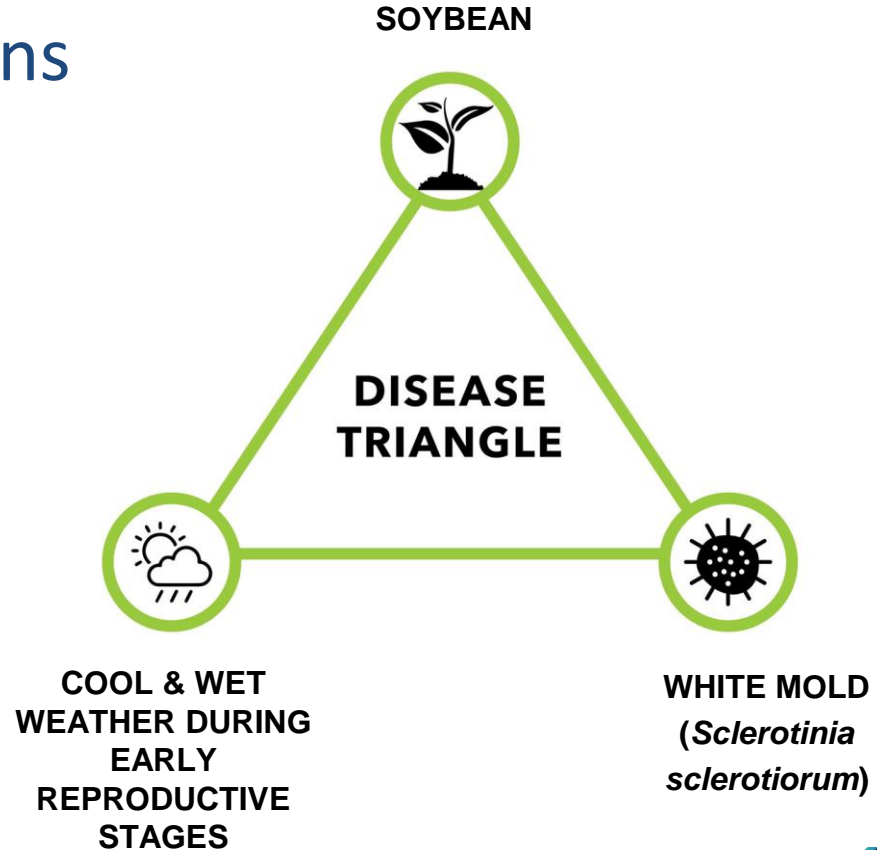 SOYBEAN
ns
DISEASE
TRIANGLE
COOL & WET
WEATHER DURING
EARLY
REPRODUCTIVE
STAGES
WHITE MOLD
(Sclerotinia
sclerotiorum)